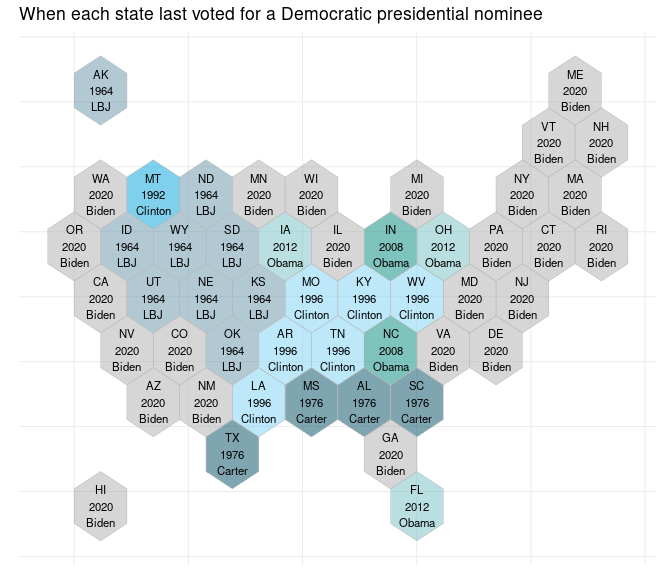 When each state last voted for a Democratic presidential nominee
AK
1964
LBJ
ME
2020
Biden
VT
2020
Biden
NH
2020
Biden
WA
2020
Biden
MT
1992
Clinton
ND
1964
LBJ
MN
2020
Biden
WI
2020
Biden
MI
2020
Biden
NY
2020
Biden
MA
2020
Biden
OR
2020
Biden
ID
1964
LBJ
WY
1964
LBJ
SD
1964
LBJ
IA
2012
Obama
IL
2020
Biden
IN
2008
Obama
OH
2012
Obama
PA
2020
Biden
CT
2020
Biden
RI
2020
Biden
CA
2020
Biden
UT
1964
LBJ
NE
1964
LBJ
KS
1964
LBJ
MO
1996
Clinton
KY
1996
Clinton
WV
1996
Clinton
MD
2020
Biden
NJ
2020
Biden
NV
2020
Biden
CO
2020
Biden
OK
1964
LBJ
AR
1996
Clinton
TN
1996
Clinton
NC
2008
Obama
VA
2020
Biden
DE
2020
Biden
AZ
2020
Biden
NM
2020
Biden
LA
1996
Clinton
MS
1976
Carter
AL
1976
Carter
SC
1976
Carter
TX
1976
Carter
GA
2020
Biden
HI
2020
Biden
FL
2012
Obama